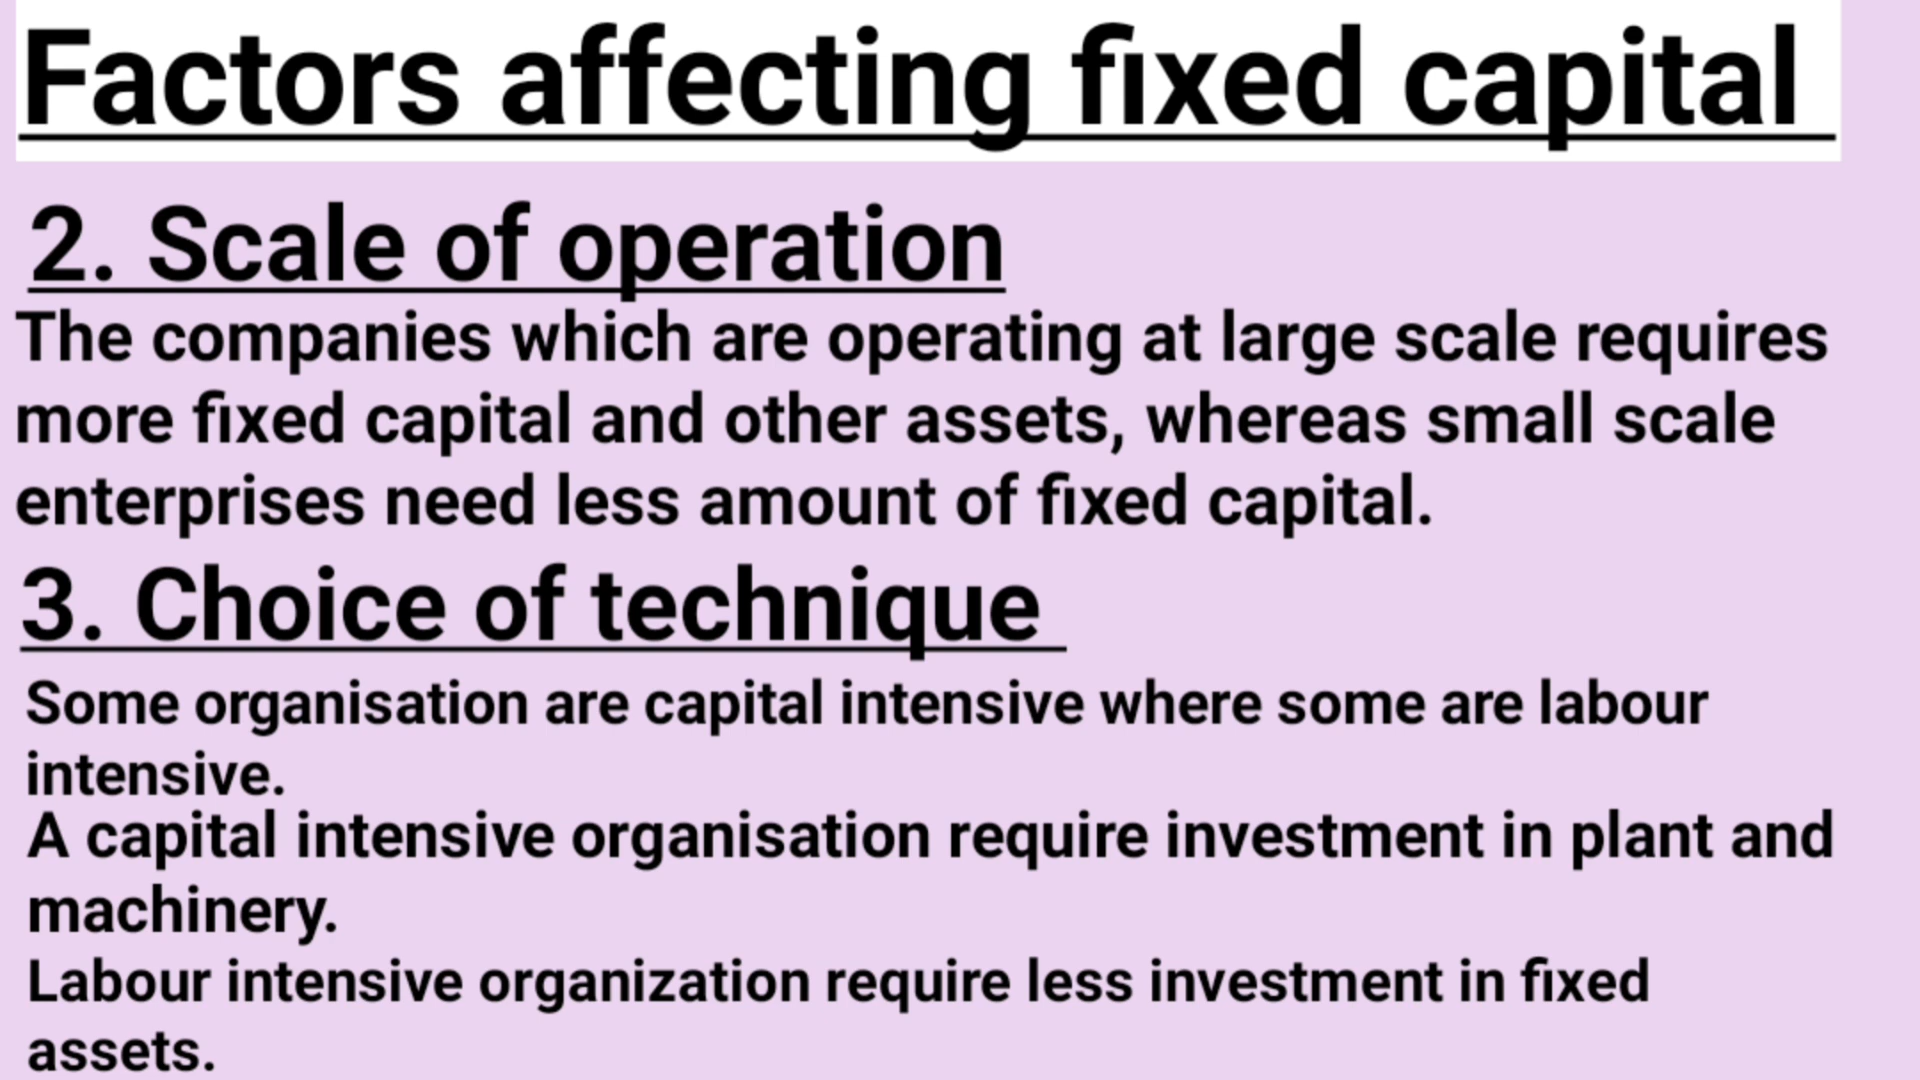 Factors affecting fixed capital
2. Scale of operation
The companies which are operating at large scale requires
more fixed capital and other assets, whereas small scale
enterprises need less amount of fixed capital.
3. Choice of technique
Some organisation are capital intensive where some are labour
intensive.
A capital intensive organisation require investment in plant and
machinery.
Labour intensive organization require less investment in fixed
assets.